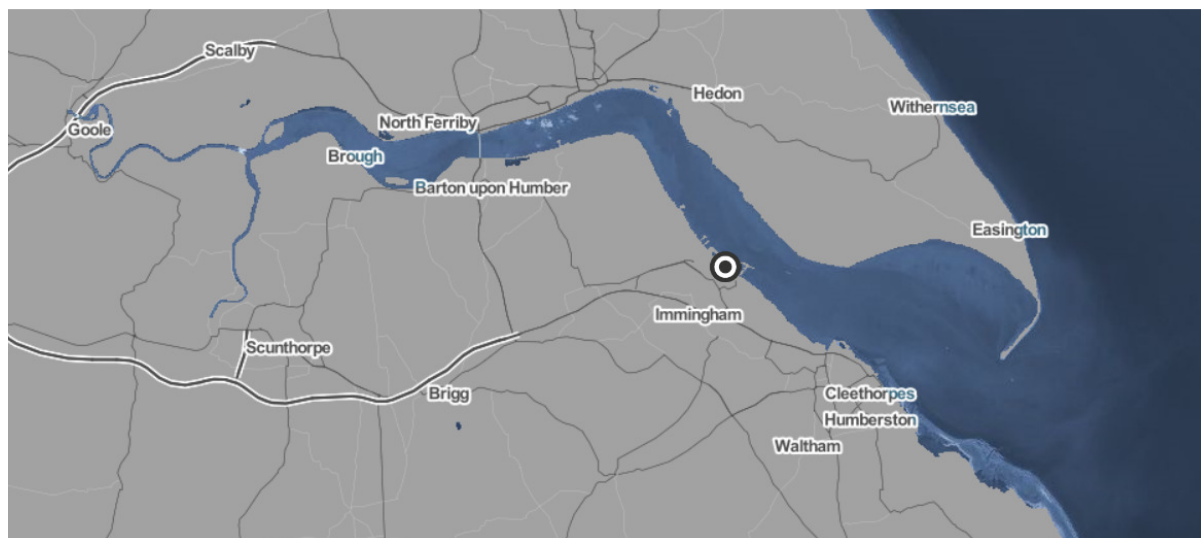 Scalby
Hedon
Withernsea
North Ferriby
Goole
Brough
Barton upon Humber
Easington
Immingham
Scunthorpe
Brigg
Cleethorpes
Humberston
Waltham